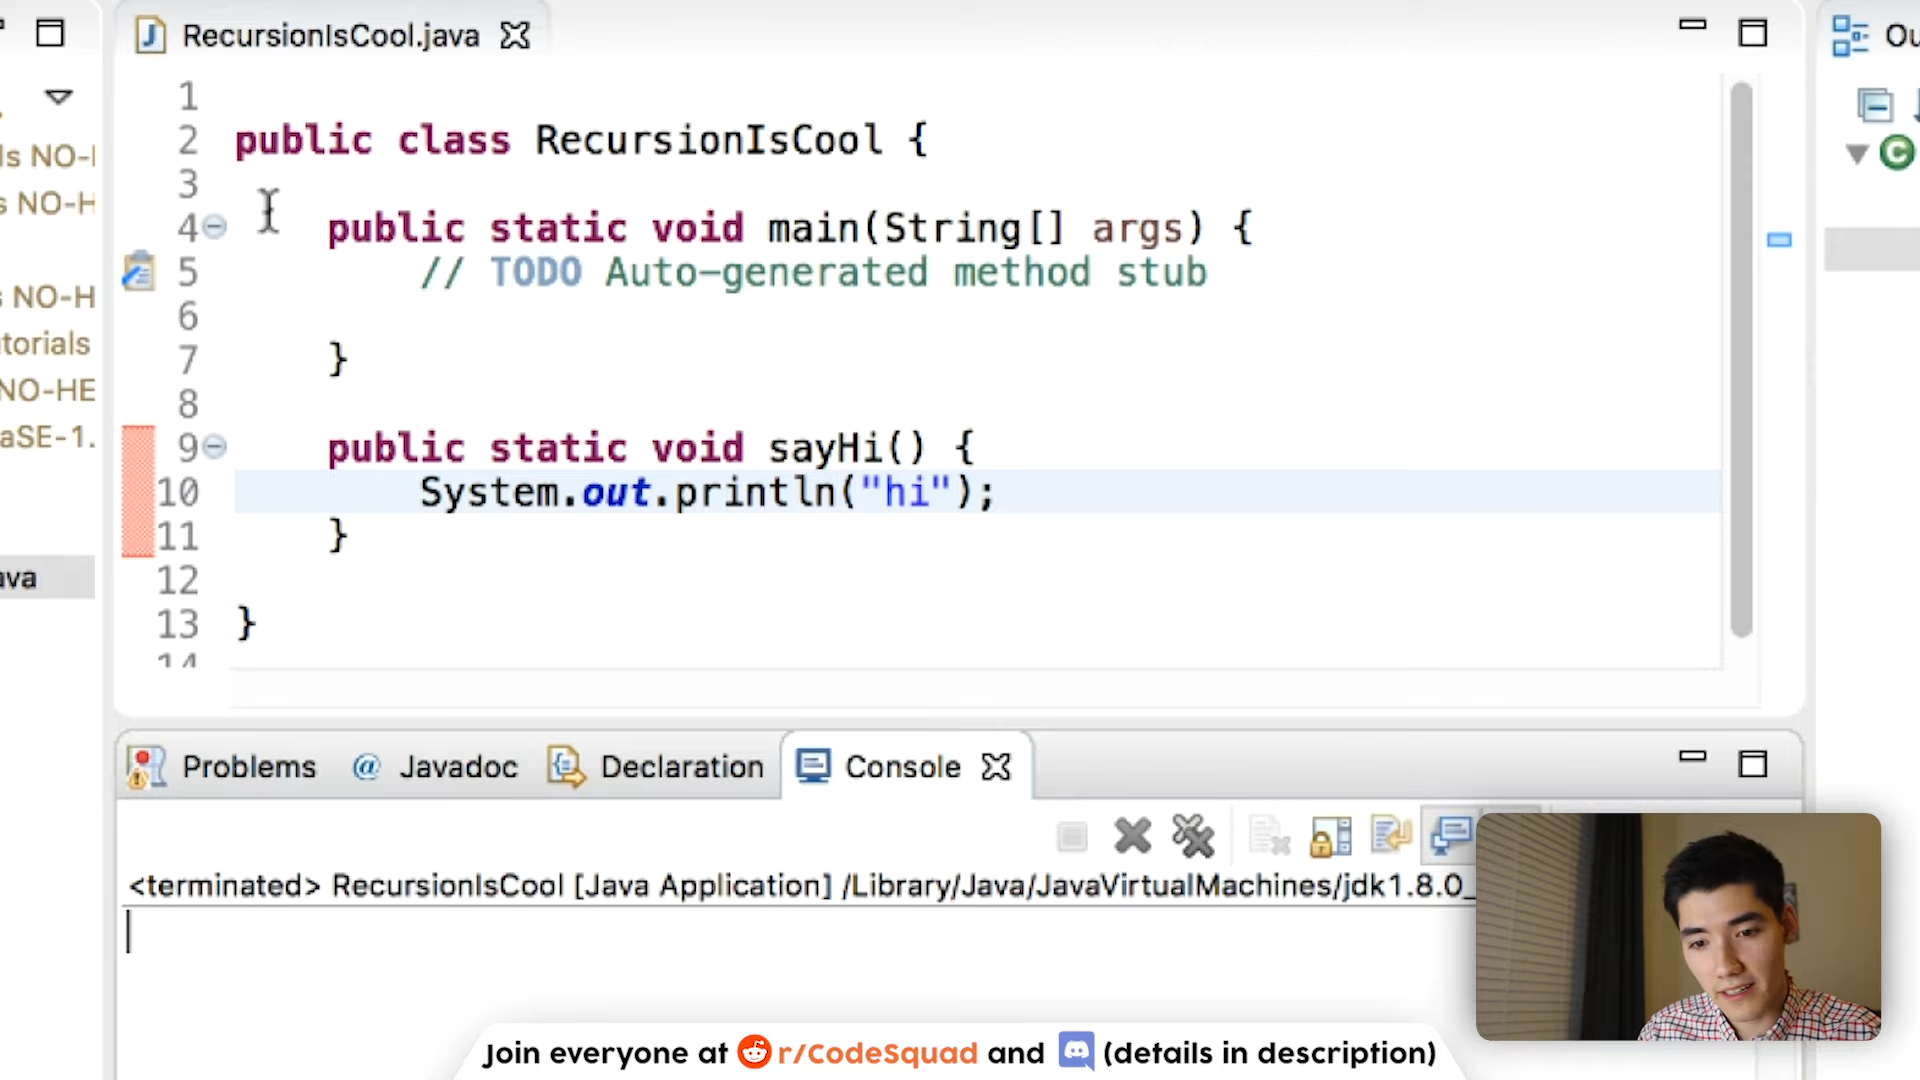 RecursionIsCool.java
Ou
1
2 public class RecursionIsCool {
3
4 public static void main(String[] args) {
5 // TODO Auto-generated method stub
6
7 }
8
9 public static void sayHi() {
10 System.out.println("hi");
11 }
12
13 }
14
ls NO-H
s NO-H
s NO-H
torials
NO-HE
aSE-1.
ava
Problems @ Javadoc Declaration Console
<terminated> RecursionIsCool [Java Application] /Library/Java/JavaVirtualMachines/jdk1.8.0_
Join everyone at r/CodeSquad and (details in description)